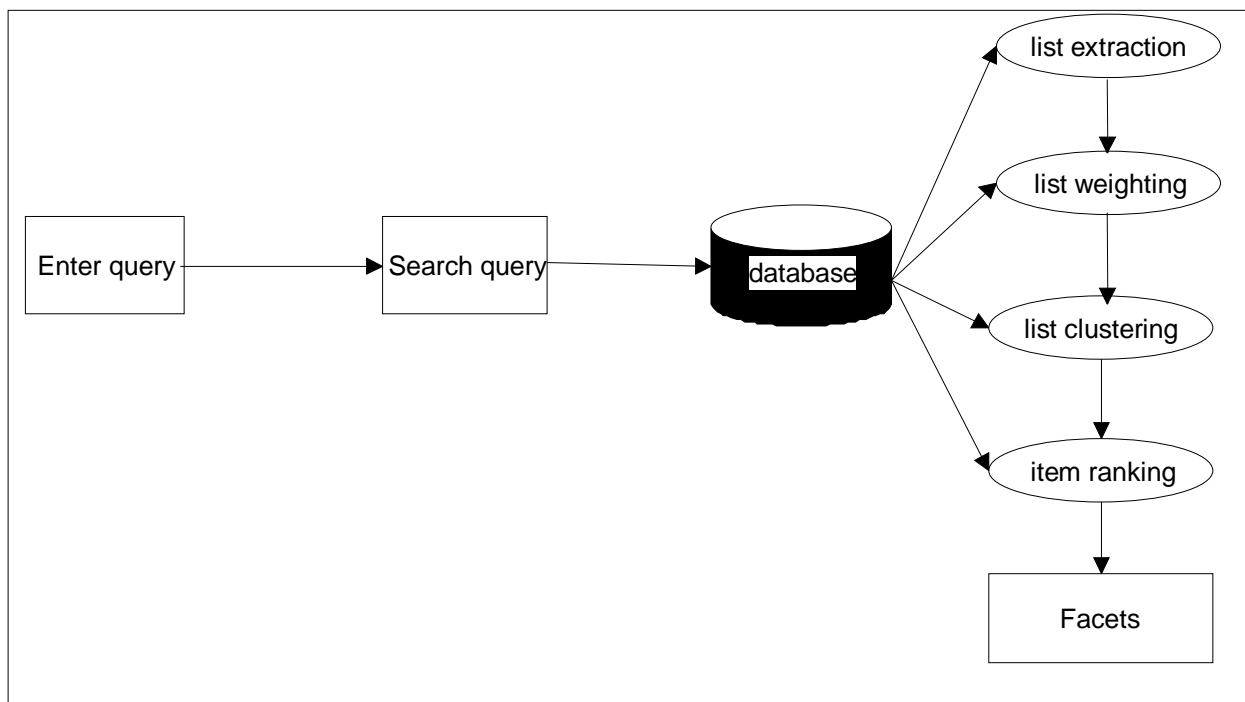 Enter query
Search query
database
list extraction
list weighting
list clustering
item ranking
Facets